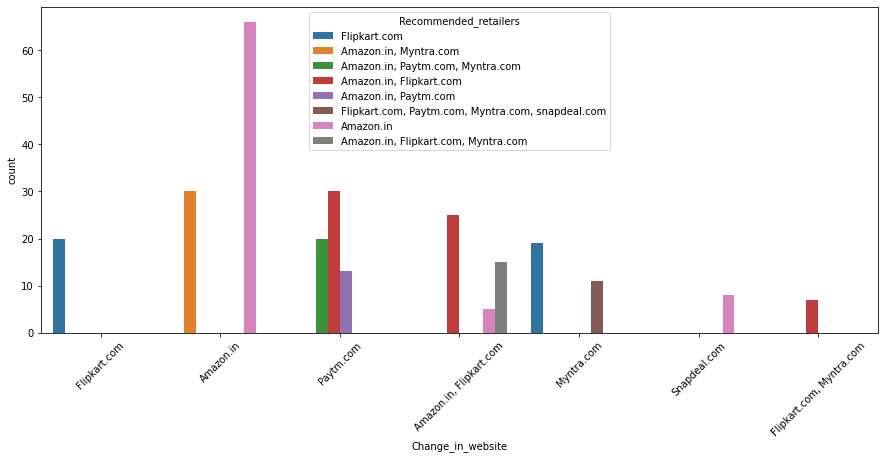 Recommended_retailers
Flipkart.com
Amazon.in, Myntra.com
Amazon.in, Paytm.com, Myntra.com
Amazon.in, Flipkart.com
Amazon.in, Paytm.com
Flipkart.com, Paytm.com, Myntra.com, snapdeal.com
Amazon.in
Amazon.in, Flipkart.com, Myntra.com
count
60
50
40
30
20
10
0
Flipkart.com
Amazon.in
Paytm.com
Amazon.in, Flipkart.com
Myntra.com
Snapdeal.com
Flipkart.com, Myntra.com
Change_in_website